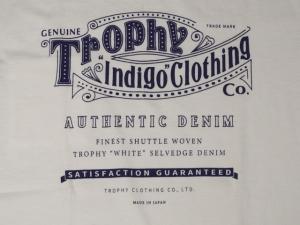 GENUINE
TRADE MARK
Trophy
"Indigo" Clothing
Co.
AUTHENTIC DENIM
FINEST SHUTTLE WOVEN
TROPHY "WHITE" SELVEDGE DENIM
SATISFACTION GUARANTEED
TROPHY CLOTHING CO., LTD.
MADE IN JAPAN